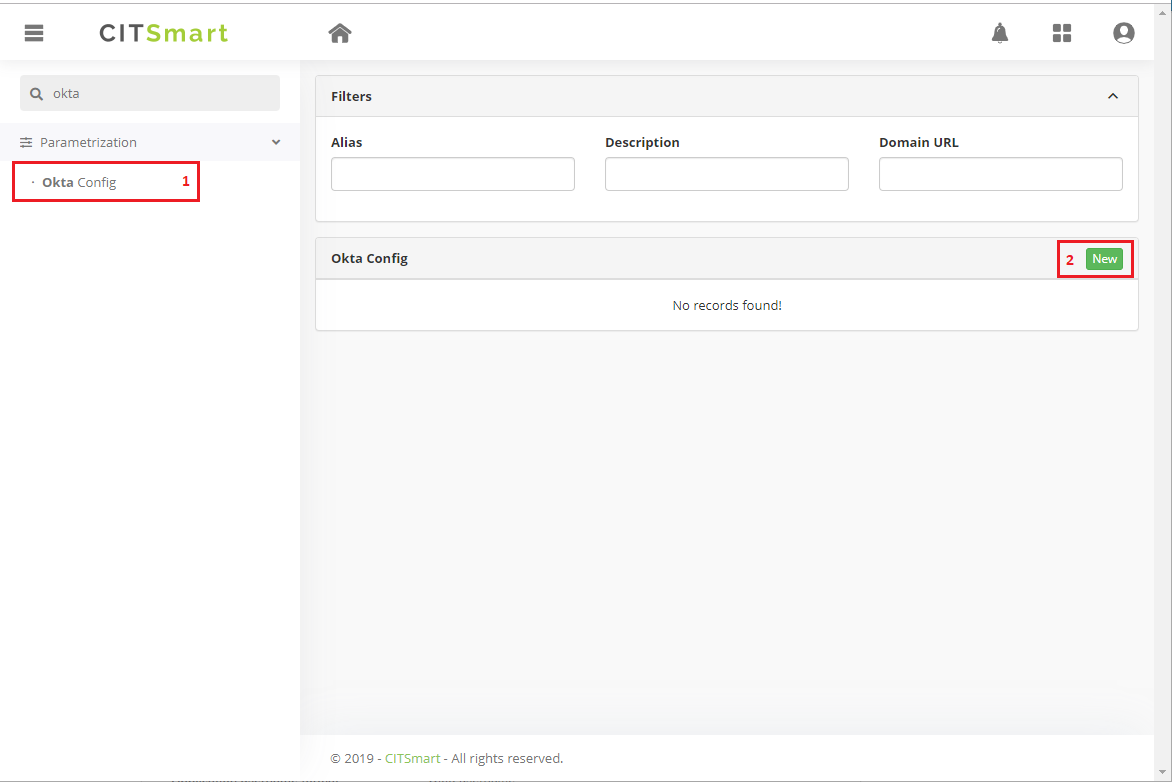 CITSmart
okta
Parametrization
· Okta Config 1
Filters
Alias Description Domain URL
Okta Config 2 New
No records found!
© 2019 - CITSmart - All rights reserved.